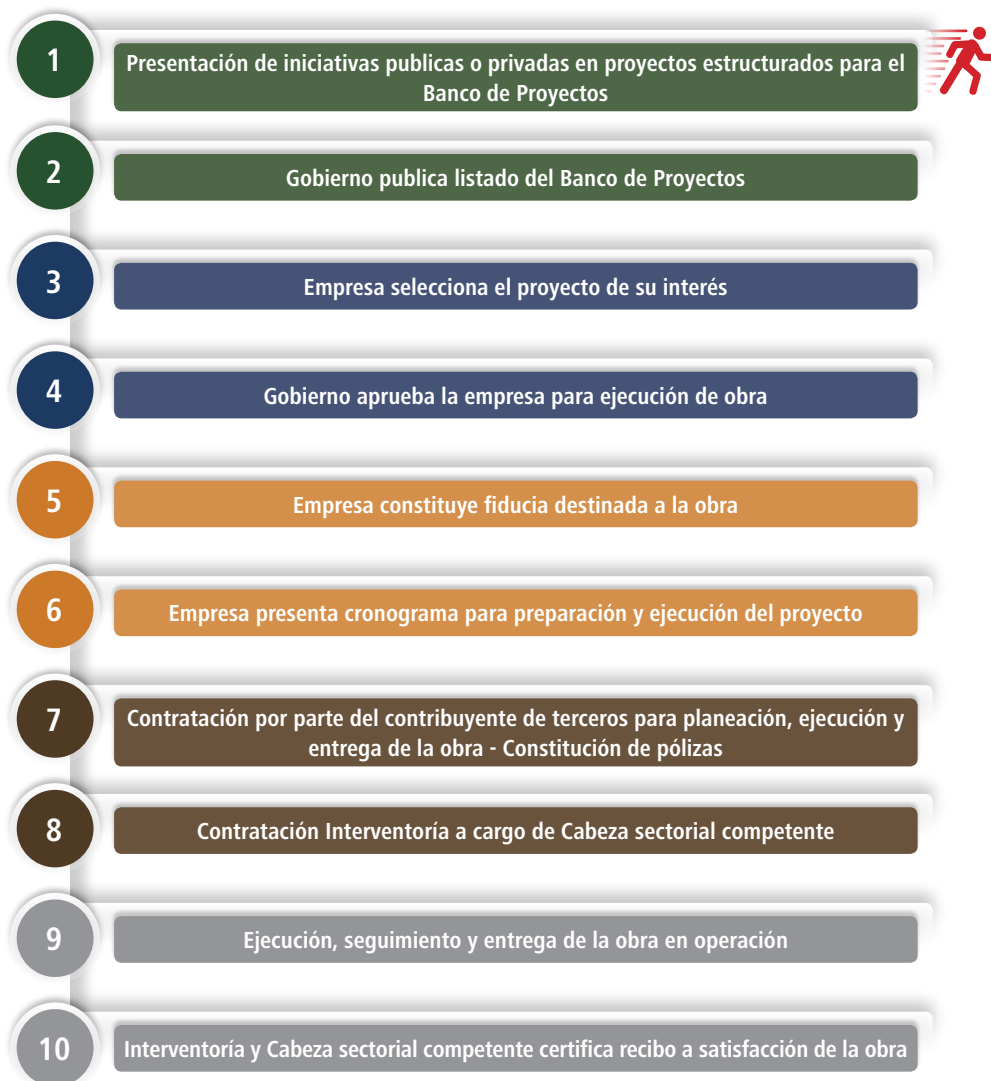 1
Presentación de iniciativas publicas o privadas en proyectos estructurados para el
Banco de Proyectos
2
Gobierno publica listado del Banco de Proyectos
3
Empresa selecciona el proyecto de su interés
4
Gobierno aprueba la empresa para ejecución de obra
5
Empresa constituye fiducia destinada a la obra
6
Empresa presenta cronograma para preparación y ejecución del proyecto
7
Contratación por parte del contribuyente de terceros para planeación, ejecución y
entrega de la obra - Constitución de pólizas
8
Contratación Interventoría a cargo de Cabeza sectorial competente
9
Ejecución, seguimiento y entrega de la obra en operación
10
Interventoría y Cabeza sectorial competente certifica recibo a satisfacción de la obra